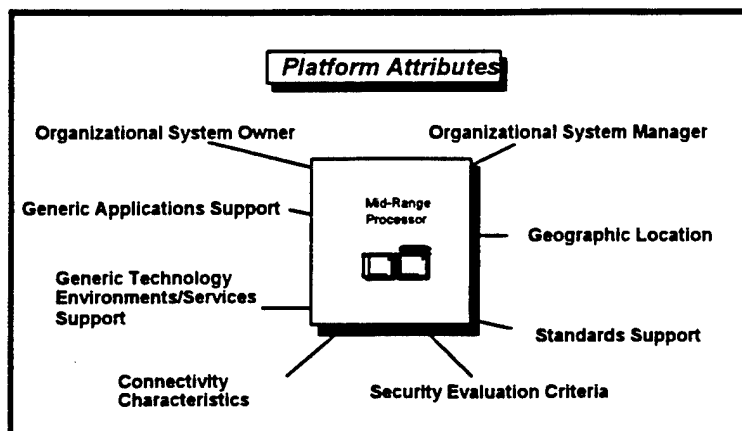 Platform Attributes
Organizational System Owner
Organizational System Manager
Generic Applications Support
Mid-Range
Processor
Geographic Location
Generic Technology
Environments/Services
Support
Standards Support
Connectivity
Characteristics
Security Evaluation Criteria